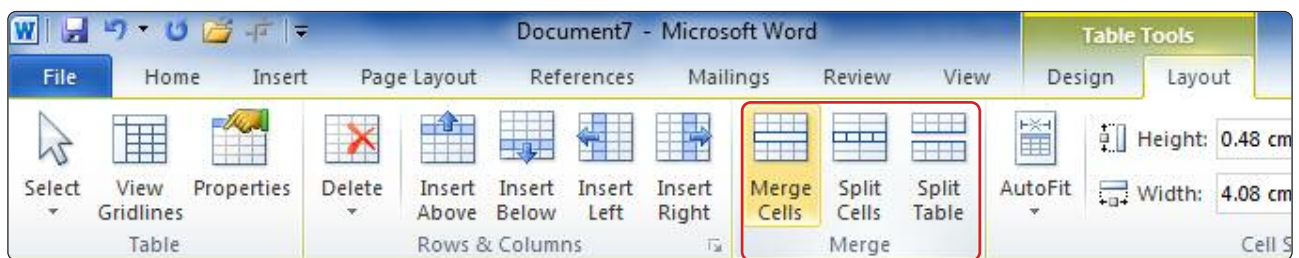 W Document7 - Microsoft Word Table Tools
File Home Insert Page Layout References Mailings Review View Design Layout
Select View Gridlines Properties Delete Insert Above Insert Below Insert Left Insert Right Merge Cells Split Cells Split Table AutoFit Height: 0.48 cm
Width: 4.08 cm
Table Rows & Columns Merge Cell S